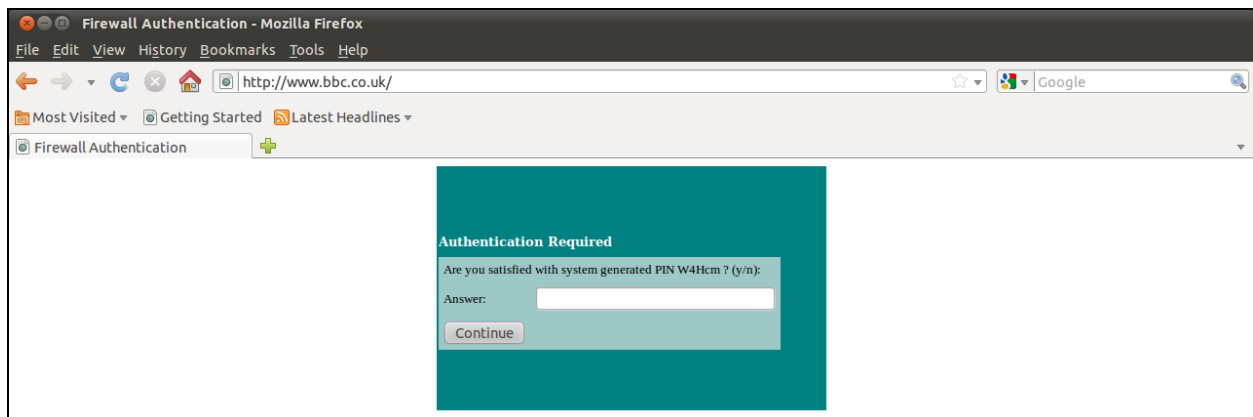 Firewall Authentication - Mozilla Firefox
File Edit View History Bookmarks Tools Help
http://www.bbc.co.uk/ Google
Most Visited Getting Started Latest Headlines
Firewall Authentication
Authentication Required
Are you satisfied with system generated PIN W4Hcm ? (y/n):
Answer:
Continue